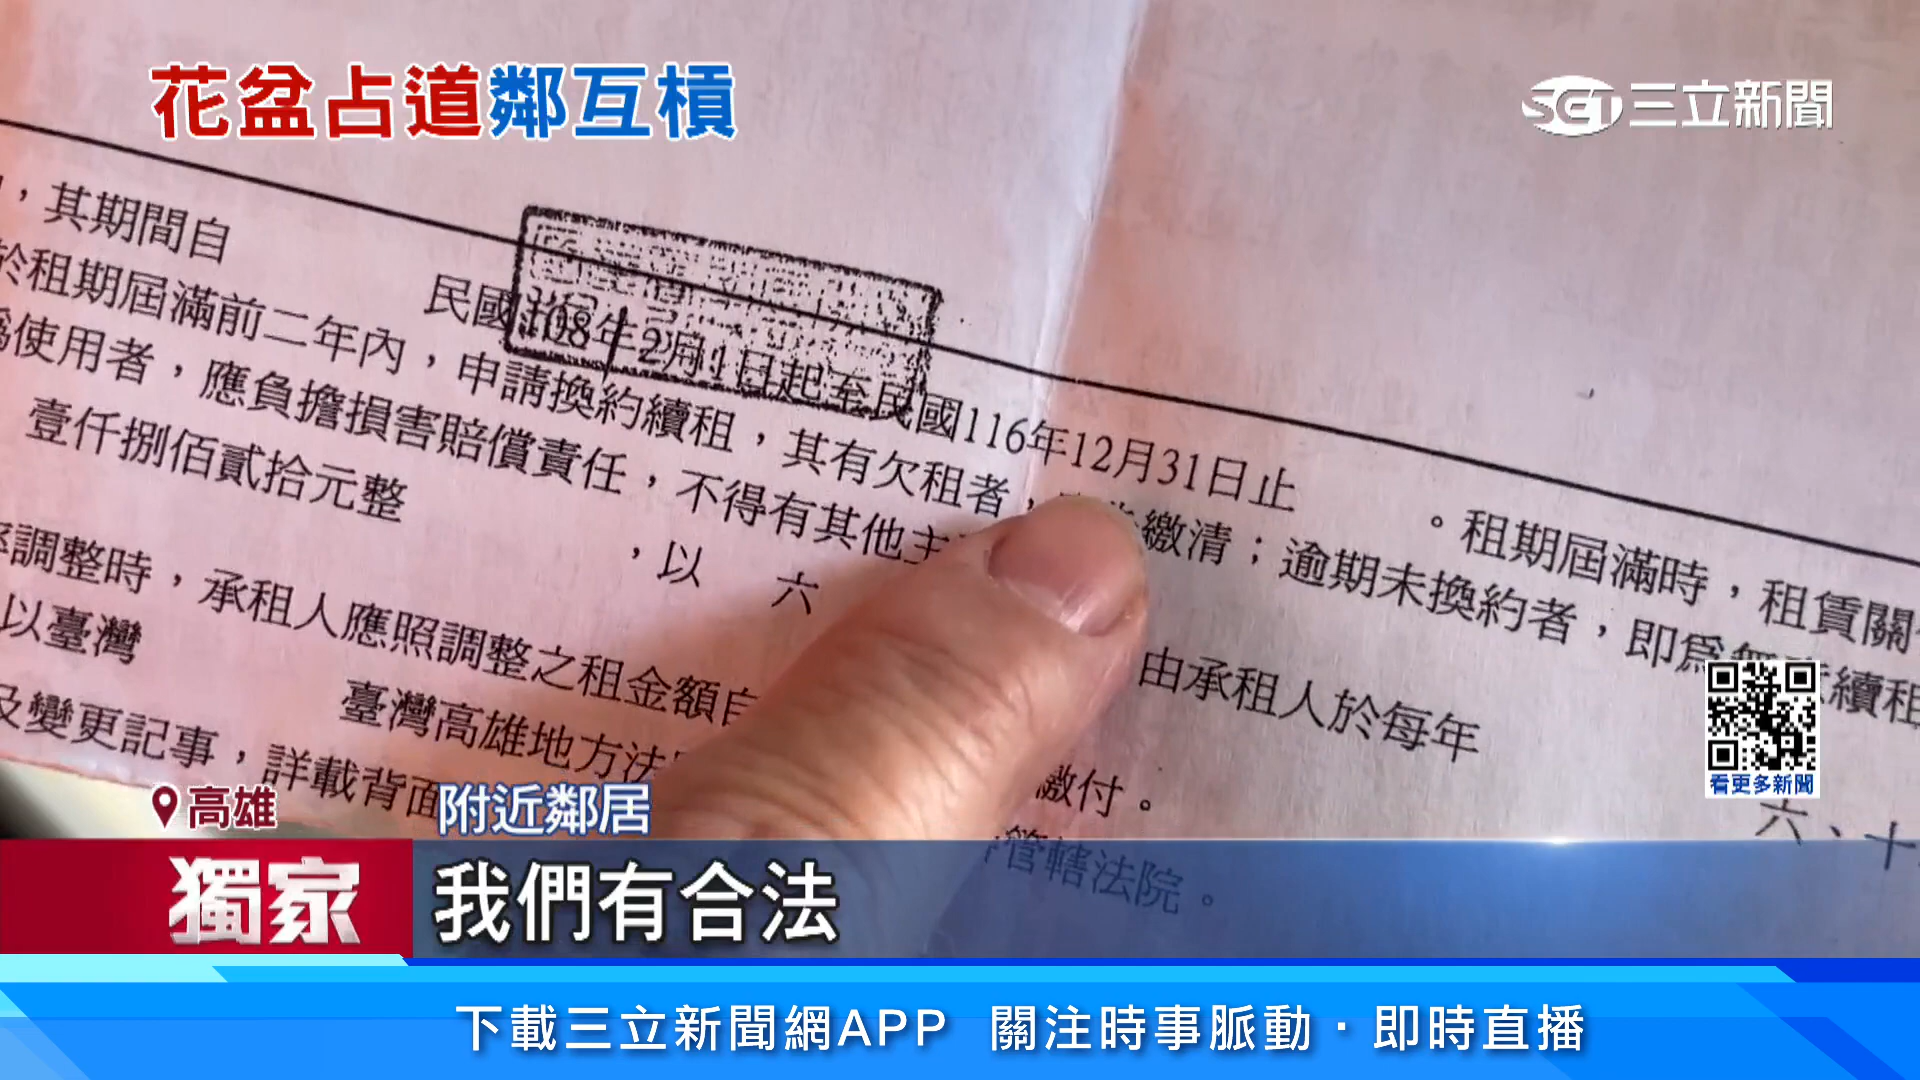 花盆占道鄰互槓
SET三立新聞
，其期間自
民國108年2月1日起至民國116年12月31日止
。租期屆滿時，租賃關
於租期屆滿前二年內，申請換約續租，其有欠租者，
繳清；逾期未換約者，即為無
續租
使用者，應負擔損害賠償責任，不得有其他主
壹仟捌佰貳拾元整
，以 六
由承租人於每年
六、十
調整時，承租人應照調整之租金額自
繳付。
以臺灣
臺灣高雄地方法
管轄法院。
及變更記事，詳載背面
看更多新聞
高雄
附近鄰居
獨家
我們有合法
下載三立新聞網APP 關注時事脈動·即時直播